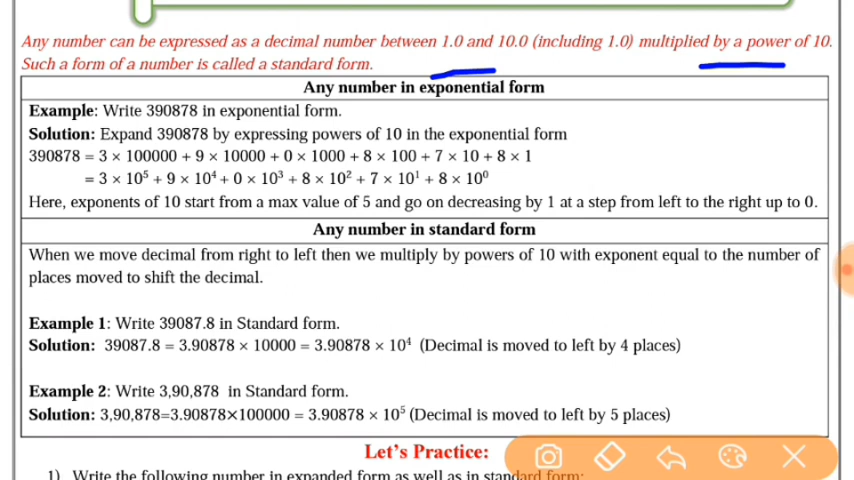 Any number can be expressed as a decimal number between 1.0 and 10.0 (including 1.0) multiplied by a power of 10.
Such a form of a number is called a standard form.
Any number in exponential form
Example: Write 390878 in exponential form.
Solution: Expand 390878 by expressing powers of 10 in the exponential form
390878 = 3 × 100000 + 9 × 10000 + 0 × 1000 + 8 × 100 + 7 × 10 + 8 × 1
= 3 × 10⁵ + 9 × 10⁴ + 0 × 10³ + 8 × 10² + 7 × 10¹ + 8 × 10⁰
Here, exponents of 10 start from a max value of 5 and go on decreasing by 1 at a step from left to the right up to 0.
Any number in standard form
When we move decimal from right to left then we multiply by powers of 10 with exponent equal to the number of
places moved to shift the decimal.
Example 1: Write 39087.8 in Standard form.
Solution: 39087.8 = 3.90878 × 10000 = 3.90878 × 10⁴ (Decimal is moved to left by 4 places)
Example 2: Write 3,90,878 in Standard form.
Solution: 3,90,878=3.90878×100000 = 3.90878 × 10⁵ (Decimal is moved to left by 5 places)
Let's Practice:
1) Write the following number in expanded form as well as in standard form: